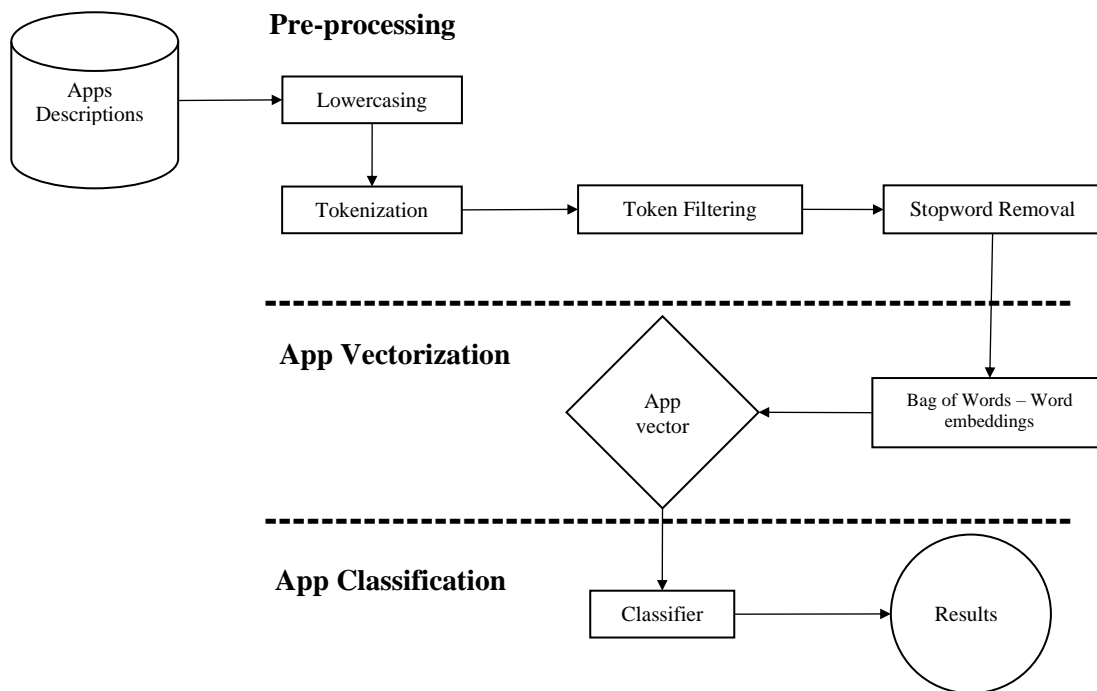 Pre-processing
Apps
Descriptions
Lowercasing
Tokenization
Token Filtering
Stopword Removal
App Vectorization
Bag of Words – Word
embeddings
App
vector
App Classification
Classifier
Results